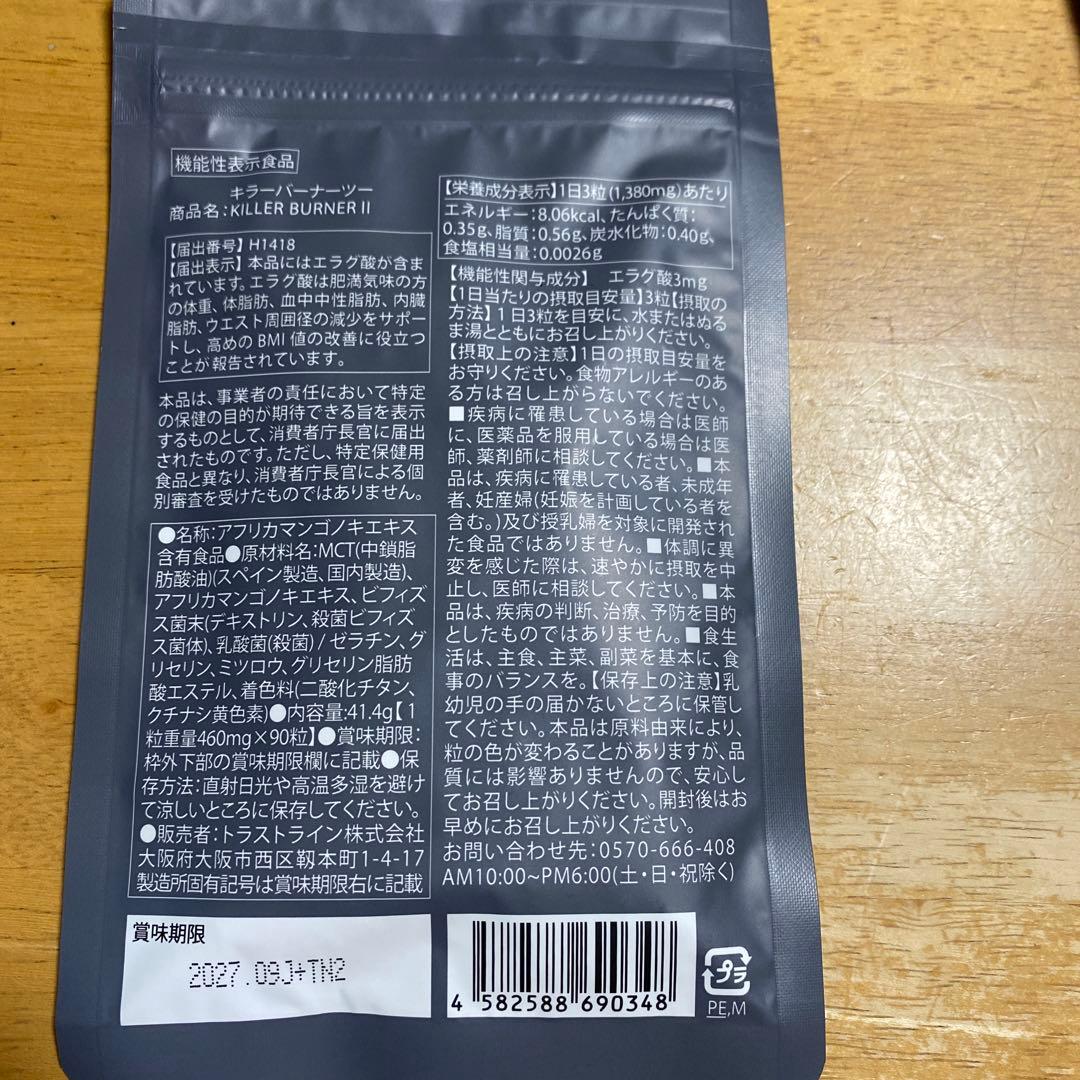 機能性表示食品
キラーバーナーツー
商品名:KILLER BURNER II
【届出番号】H1418
【届出表示】本品にはエラグ酸が含ま
れています。エラグ酸は肥満気味の方
の体重、体脂肪、血中中性脂肪、内臓
脂肪、ウエスト周囲径の減少をサポー
トし、高めのBMI値の改善に役立つ
ことが報告されています。
本品は、事業者の責任において特定
の保健の目的が期待できる旨を表示
するものとして、消費者庁長官に届出
されたものです。ただし、特定保健用
食品と異なり、消費者庁長官による個
別審査を受けたものではありません。
●名称:アフリカマンゴノキエキス
含有食品●原材料名:MCT(中鎖脂
肪酸油)(スペイン製造、国内製造)、
アフリカマンゴノキエキス、ビフィズ
ス菌末(デキストリン、殺菌ビフィズ
ス菌体)、乳酸菌(殺菌) / ゼラチン、グ
リセリン、ミツロウ、グリセリン脂肪
酸エステル、着色料(二酸化チタン、
クチナシ黄色素)●内容量:41.4g【1
粒重量460mg×90粒】●賞味期限:
枠外下部の賞味期限欄に記載●保
存方法:直射日光や高温多湿を避け
て涼しいところに保存してください。
●販売者:トラストライン株式会社
大阪府大阪市西区靱本町1-4-17
製造所固有記号は賞味期限右に記載
賞味期限
2027.09J+TN2
【栄養成分表示】1日3粒(1,380mg)あたり
エネルギー:8.06kcal、たんぱく質:
0.35g、脂質:0.56g、炭水化物:0.40g、
食塩相当量:0.0026g
【機能性関与成分】 エラグ酸3mg
【1日当たりの摂取目安量】3粒【摂取の
方法】1日3粒を目安に、水またはぬる
ま湯とともにお召し上がりください。
【摂取上の注意】1日の摂取目安量を
お守りください。食物アレルギーのあ
る方は召し上がらないでください。
■疾病に罹患している場合は医師
に、医薬品を服用している場合は医
師、薬剤師に相談してください。■本
品は、疾病に罹患している者、未成年
者、妊産婦(妊娠を計画している者を
含む。)及び授乳婦を対象に開発され
た食品ではありません。■体調に異
変を感じた際は、速やかに摂取を中
止し、医師に相談してください。■本
品は、疾病の判断、治療、予防を目的
としたものではありません。■食生
活は、主食、主菜、副菜を基本に、食
事のバランスを。【保存上の注意】乳
幼児の手の届かないところに保管し
てください。本品は原料由来により、
粒の色が変わることがありますが、品
質には影響ありませんので、安心し
てお召し上がりください。開封後はお
早めにお召し上がりください。
お問い合わせ先:0570-666-408
AM10:00~PM6:00(土・日・祝除く)
4 582588 690348
プラ
PE,M